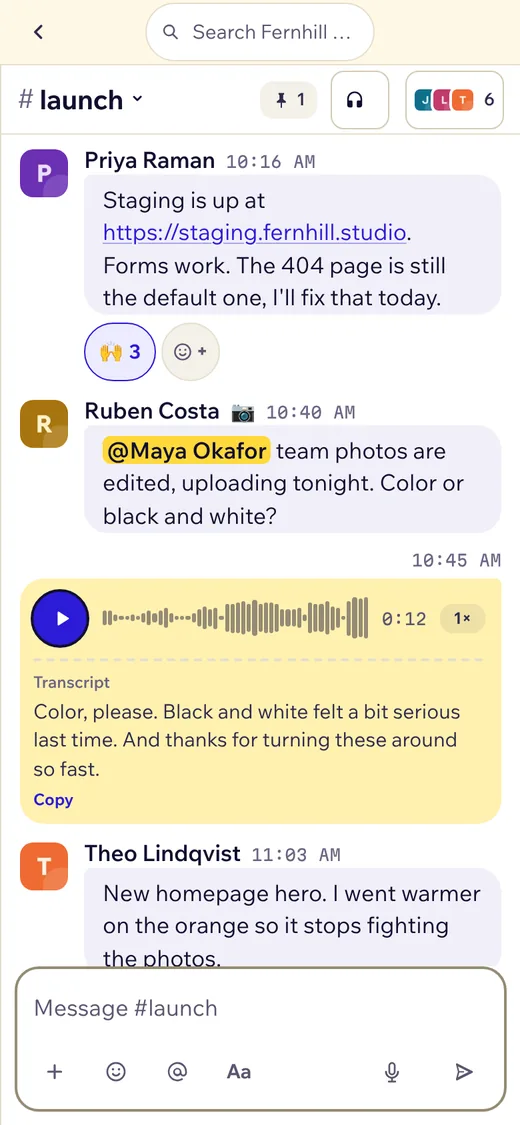 Search Fernhill ...
# launch
1
J L T 6
P
Priya Raman 10:16 AM
Staging is up at
https://staging.fernhill.studio.
Forms work. The 404 page is still
the default one, I'll fix that today.
🙌 3
+
R
Ruben Costa 📷 10:40 AM
@Maya Okafor team photos are
edited, uploading tonight. Color or
black and white?
10:45 AM
0:12 1×
Transcript
Color, please. Black and white felt a bit serious
last time. And thanks for turning these around
so fast.
Copy
T
Theo Lindqvist 11:03 AM
New homepage hero. I went warmer
on the orange so it stops fighting
the photos.
Message #launch
+ @ Aa